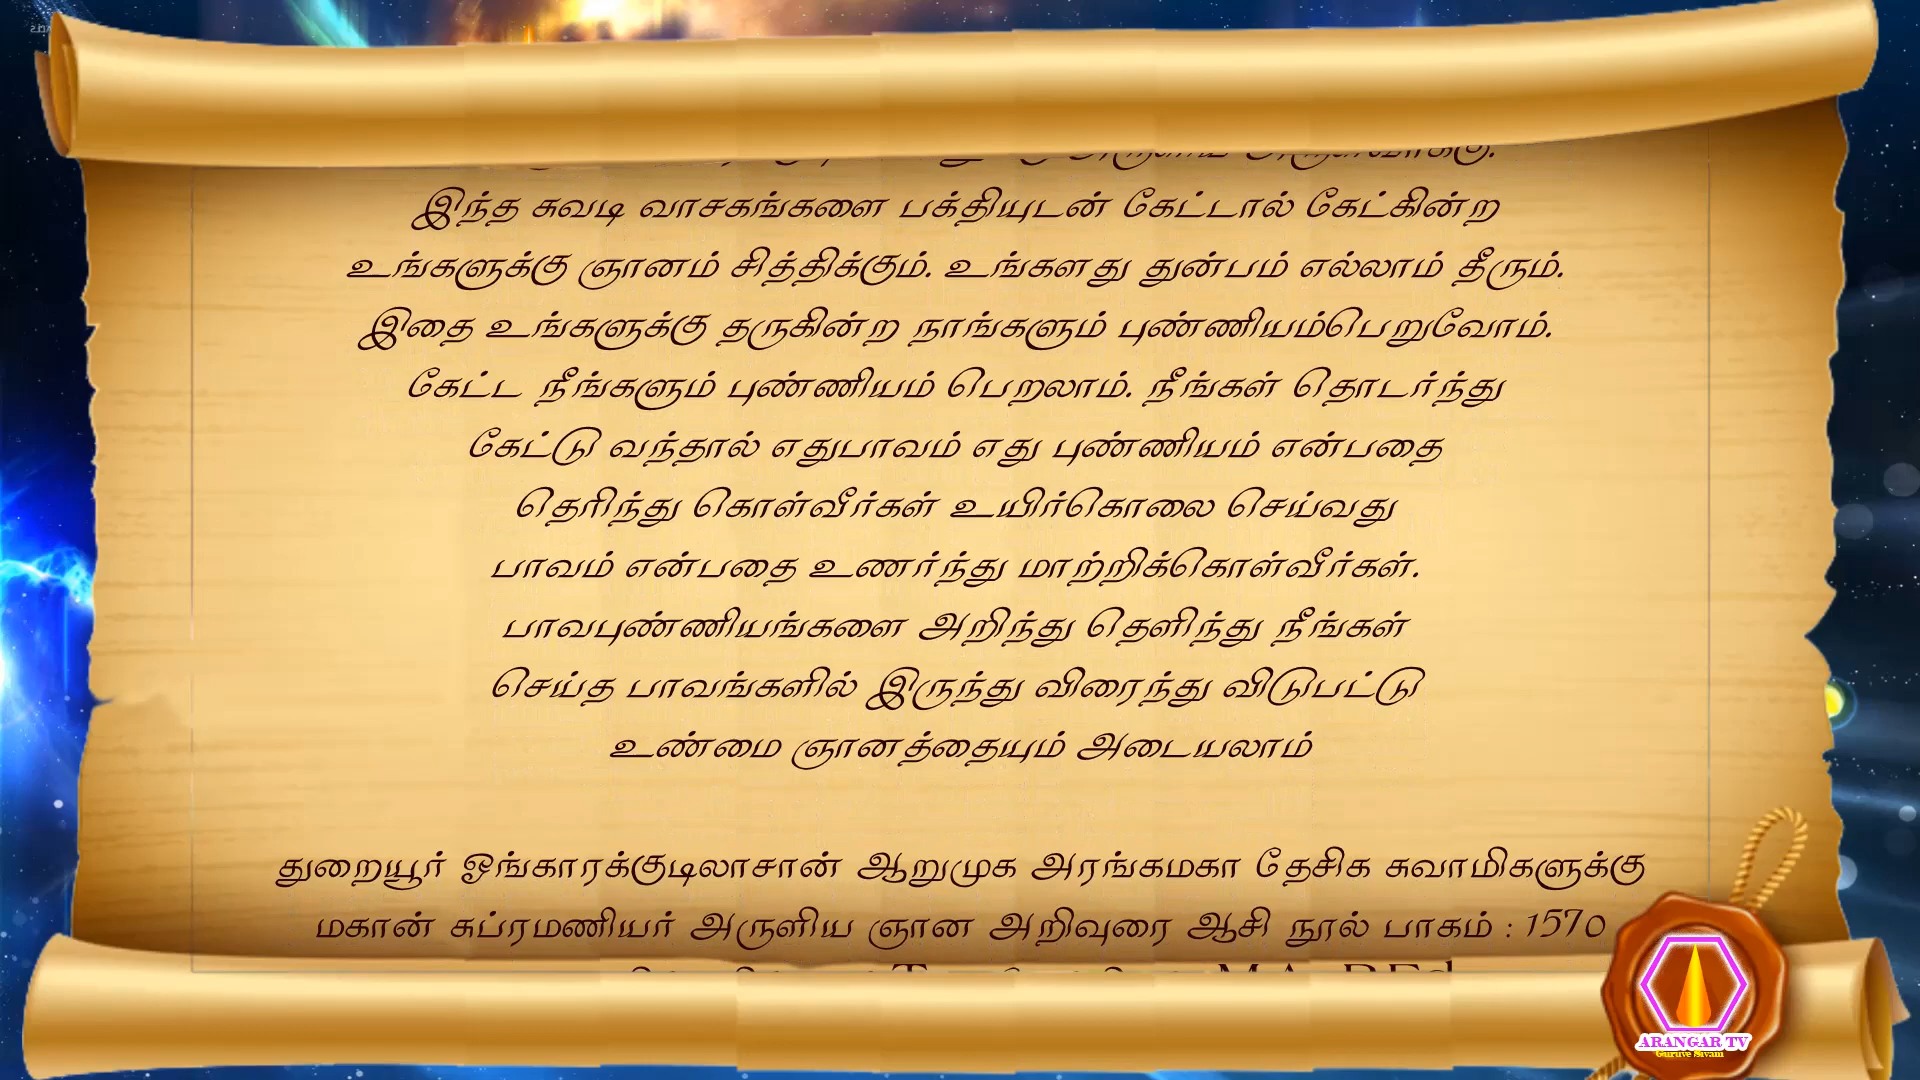 இந்த சுவடி வாசகங்களை பக்தியுடன் கேட்டால் கேட்கின்ற
உங்களுக்கு ஞானம் சித்திக்கும். உங்களது துன்பம் எல்லாம் தீரும்.
இதை உங்களுக்கு தருகின்ற நாங்களும் புண்ணியம்பெறுவோம்.
கேட்ட நீங்களும் புண்ணியம் பெறலாம். நீங்கள் தொடர்ந்து
கேட்டு வந்தால் எதுபாவம் எது புண்ணியம் என்பதை
தெரிந்து கொள்வீர்கள் உயிர்கொலை செய்வது
பாவம் என்பதை உணர்ந்து மாற்றிக்கொள்வீர்கள்.
பாவபுண்ணியங்களை அறிந்து தெளிந்து நீங்கள்
செய்த பாவங்களில் இருந்து விரைந்து விடுபட்டு
உண்மை ஞானத்தையும் அடையலாம்
துறையூர் ஓங்காரக்குடிலாசான் ஆறுமுக அரங்கமகா தேசிக சுவாமிகளுக்கு
மகான் சுப்ரமணியர் அருளிய ஞான அறிவுரை ஆசி நூல் பாகம் : 1570
ARANGAR TV
Guruve Sivam